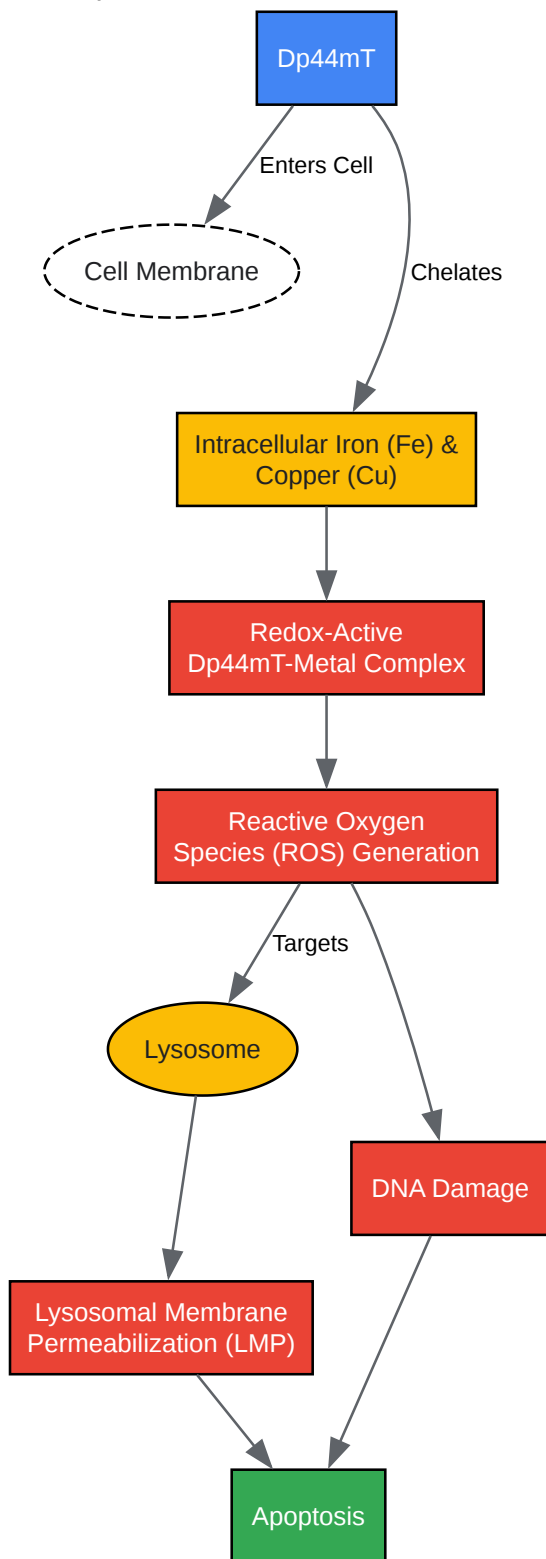 Dp44mT
Enters Cell
Cell Membrane
Chelates
Intracellular Iron (Fe) &
Copper (Cu)
Redox-Active
Dp44mT-Metal Complex
Reactive Oxygen
Species (ROS) Generation
Targets
Lysosome
DNA Damage
Lysosomal Membrane
Permeabilization (LMP)
Apoptosis